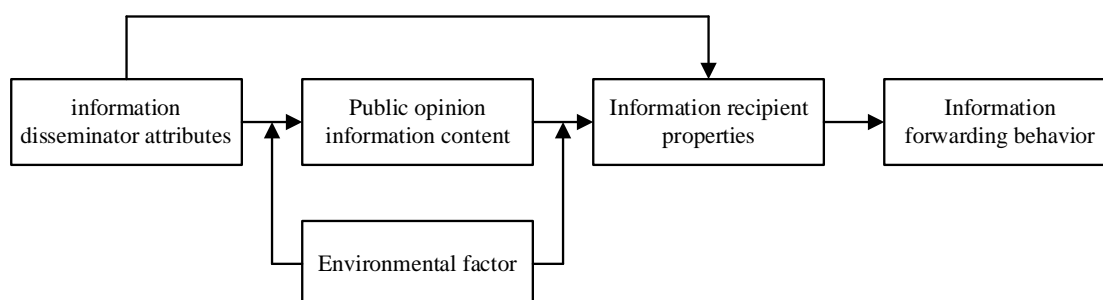 information
disseminator attributes
Public opinion
information content
Information recipient
properties
Information
forwarding behavior
Environmental factor